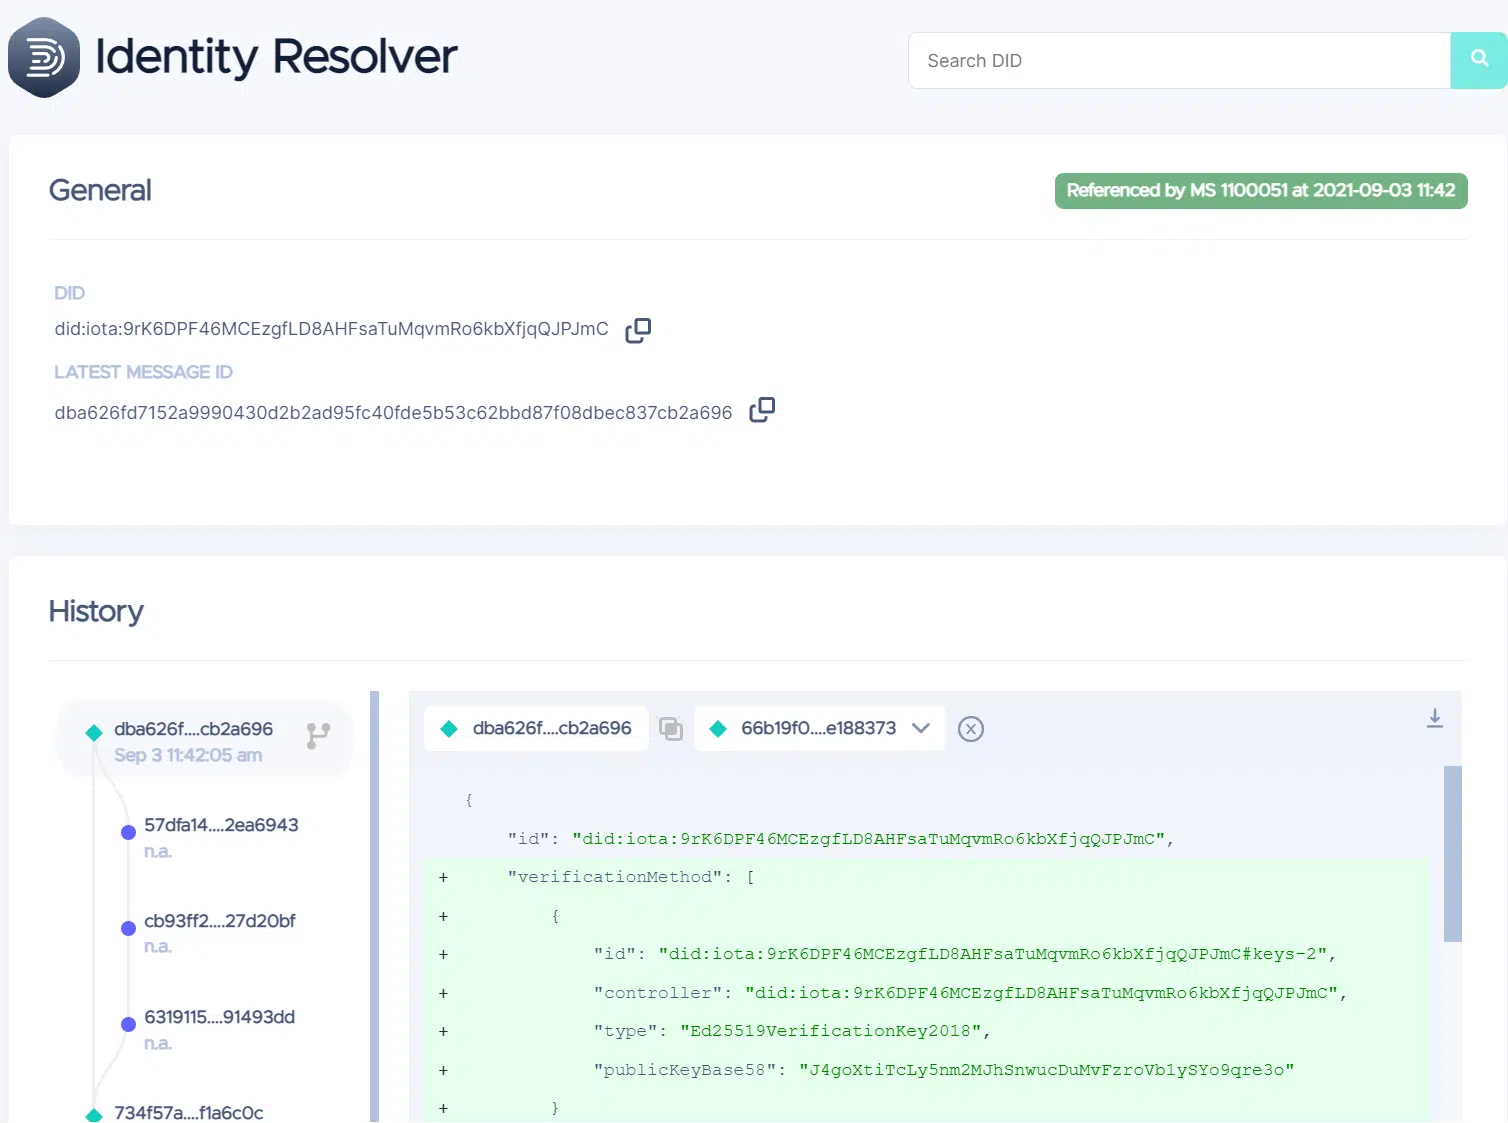 Identity Resolver
Search DID
General
Referenced by MS 1100051 at 2021-09-03 11:42
DID
did:iota:9rK6DPF46MCEzgfLD8AHFsaTuMqvmRo6kbXfjqQJPJmC
LATEST MESSAGE ID
dba626fd7152a9990430d2b2ad95fc40fde5b53c62bbd87f08dbec837cb2a696
History
dba626f....cb2a696
Sep 3 11:42:05 am
57dfa14....2ea6943
n.a.
cb93ff2....27d20bf
n.a.
6319115....91493dd
n.a.
734f57a....f1a6c0c
dba626f....cb2a696
66b19f0....e188373
{
"id": "did:iota:9rK6DPF46MCEzgfLD8AHFsaTuMqvmRo6kbXfjqQJPJmC",
+ "verificationMethod": [
+ {
+ "id": "did:iota:9rK6DPF46MCEzgfLD8AHFsaTuMqvmRo6kbXfjqQJPJmC#keys-2",
+ "controller": "did:iota:9rK6DPF46MCEzgfLD8AHFsaTuMqvmRo6kbXfjqQJPJmC",
+ "type": "Ed25519VerificationKey2018",
+ "publicKeyBase58": "J4goXtiTcLy5nm2MJhSnwucDuMvFzroVb1ySYo9qre3o"
+ }